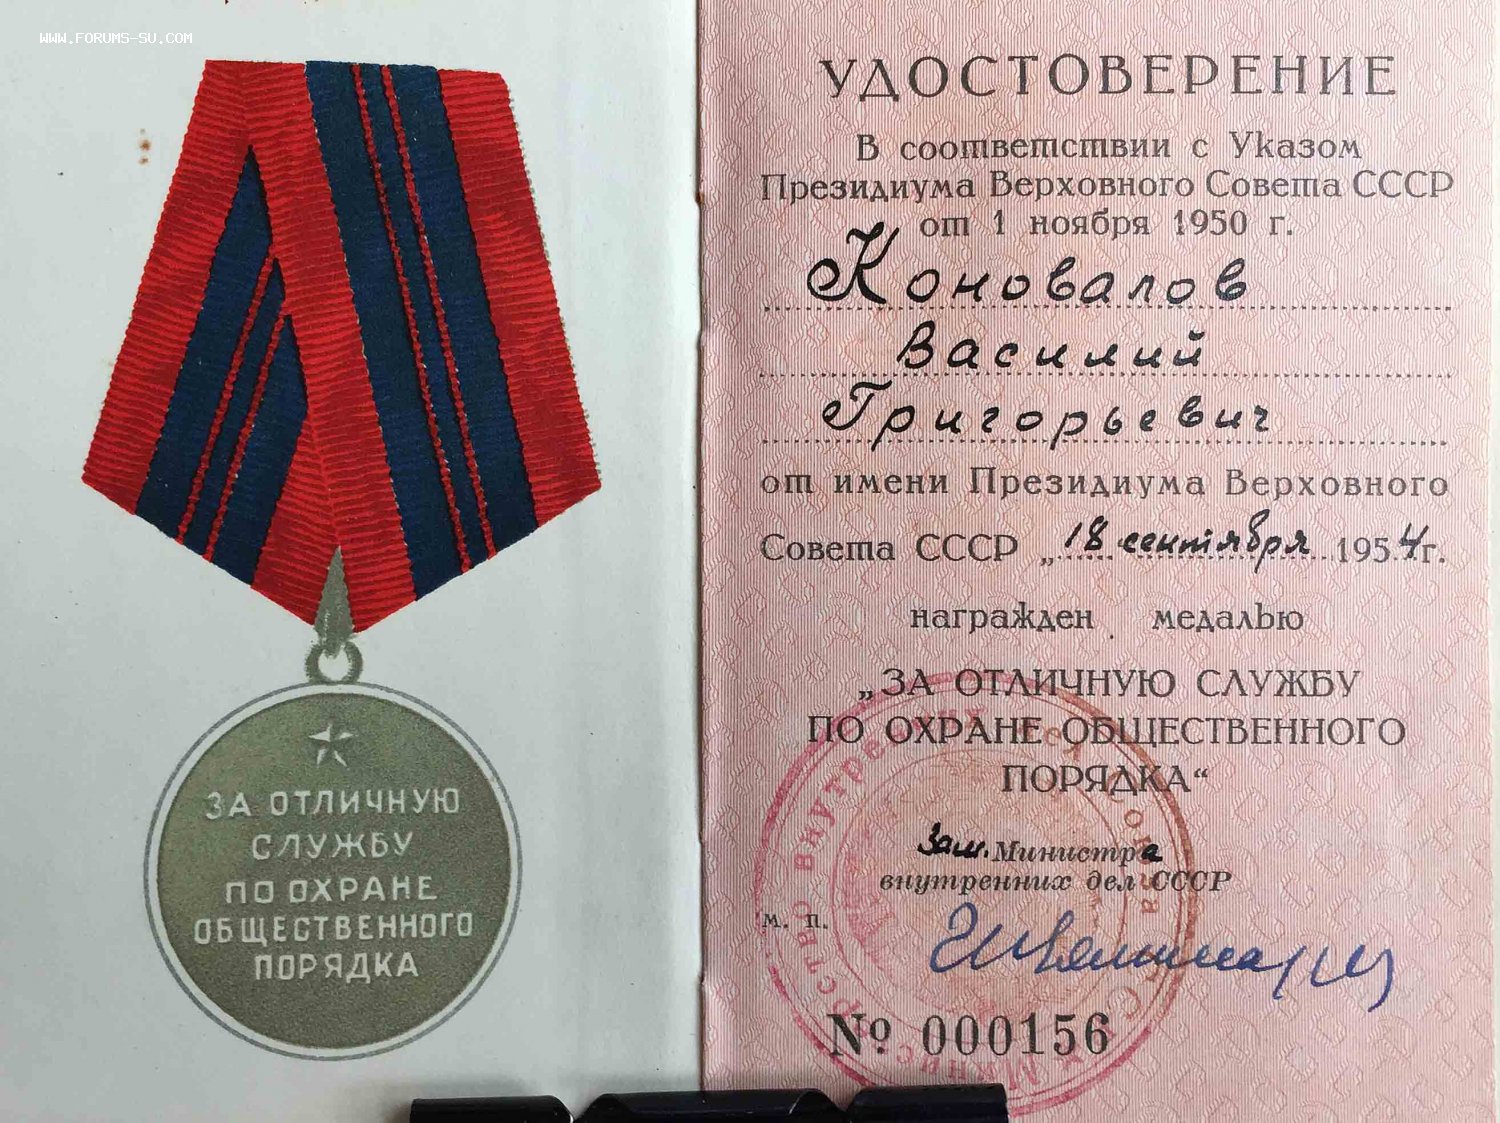 WWW.FORUMS-SU.COM
ЗА ОТЛИЧНУЮ
СЛУЖБУ
ПО ОХРАНЕ
ОБЩЕСТВЕННОГО
ПОРЯДКА
УДОСТОВЕРЕНИЕ
В соответствии с Указом
Президиума Верховного Совета СССР
от 1 ноября 1950 г.
Коновалов
Василий
Григорьевич
от имени Президиума Верховного
Совета СССР „18 сентября 1954 г.
награжден медалью
„ЗА ОТЛИЧНУЮ СЛУЖБУ
ПО ОХРАНЕ ОБЩЕСТВЕННОГО
ПОРЯДКА“
Зам. Министра
внутренних дел СССР
м. п.
№ 000156
Министерство Внутренних